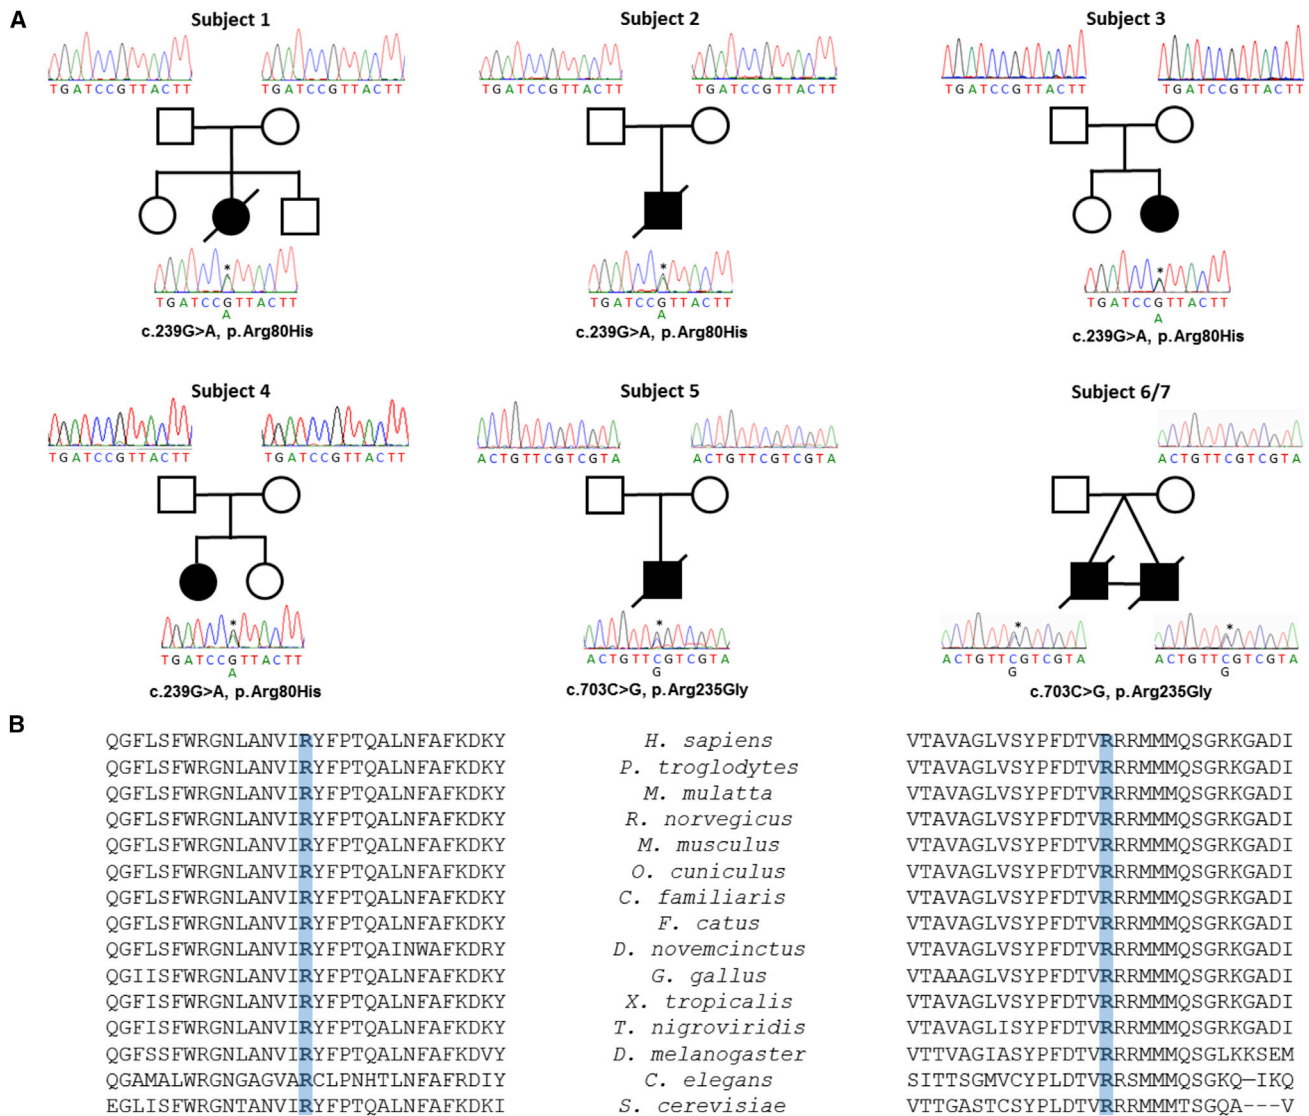 A
Subject 1
Subject 2
Subject 3
TGATCCGTTACTT TGATCCGTTACTT
TGATCCGTTACTT TGATCCGTTACTT
TGATCCGTTACTT TGATCCGTTACTT
*
TGATCCGTTACTT
A
c.239G>A, p.Arg80His
*
TGATCCGTTACTT
A
c.239G>A, p.Arg80His
*
TGATCCGTTACTT
A
c.239G>A, p.Arg80His
Subject 4
Subject 5
Subject 6/7
TGATCCGTTACTT TGATCCGTTACTT
ACTGTTCGTCGTA ACTGTTCGTCGTA
ACTGTTCGTCGTA
*
TGATCCGTTACTT
A
c.239G>A, p.Arg80His
*
ACTGTTCGTCGTA
G
c.703C>G, p.Arg235Gly
* *
ACTGTTCGTCGTA ACTGTTCGTCGTA
G G
c.703C>G, p.Arg235Gly
B
QGFLSFWRGNLANVIRYFPTQALNFAFKDKY H. sapiens VTAVAGLVSYPFDTVRRRMMMQSGRKGADI
QGFLSFWRGNLANVIRYFPTQALNFAFKDKY P. troglodytes VTAVAGLVSYPFDTVRRRMMMQSGRKGADI
QGFLSFWRGNLANVIRYFPTQALNFAFKDKY M. mulatta VTAVAGLVSYPFDTVRRRMMMQSGRKGADI
QGFLSFWRGNLANVIRYFPTQALNFAFKDKY R. norvegicus VTAVAGLVSYPFDTVRRRMMMQSGRKGADI
QGFLSFWRGNLANVIRYFPTQALNFAFKDKY M. musculus VTAVAGLVSYPFDTVRRRMMMQSGRKGADI
QGFLSFWRGNLANVIRYFPTQALNFAFKDKY O. cuniculus VTAVAGLVSYPFDTVRRRMMMQSGRKGADI
QGFLSFWRGNLANVIRYFPTQALNFAFKDKY C. familiaris VTAVAGLVSYPFDTVRRRMMMQSGRKGADI
QGFLSFWRGNLANVIRYFPTQALNFAFKDKY F. catus VTAVAGLVSYPFDTVRRRMMMQSGRKGADI
QGFLSFWRGNLANVIRYFPTQAINWAFKDRY D. novemcinctus VTAVAGLVSYPFDTVRRRMMMQSGRKGADI
QGIISFWRGNLANVIRYFPTQALNFAFKDKY G. gallus VTAAAGLVSYPFDTVRRRMMMQSGRKGADI
QGFISFWRGNLANVIRYFPTQALNFAFKDKY X. tropicalis VTAVAGLVSYPFDTVRRRMMMQSGRKGADI
QGFISFWRGNLANVIRYFPTQALNFAFKDKY T. nigroviridis VTAVAGLISYPFDTVRRRMMMQSGRKGADI
QGFSSFWRGNLANVIRYFPTQALNFAFKDVY D. melanogaster VTTVAGIASYPFDTVRRRMMMQSGLKKSEM
QGAMALWRGNGAGVARCLPNHTLNFAFRDIY C. elegans SITTSGMVCYPLDTVRRSMMMQSGKQ—IKQ
EGLISFWRGNTANVIRYFPTQALNFAFKDKI S. cerevisiae VTTGASTCSYPLDTVRRRMMMTSGQA---V